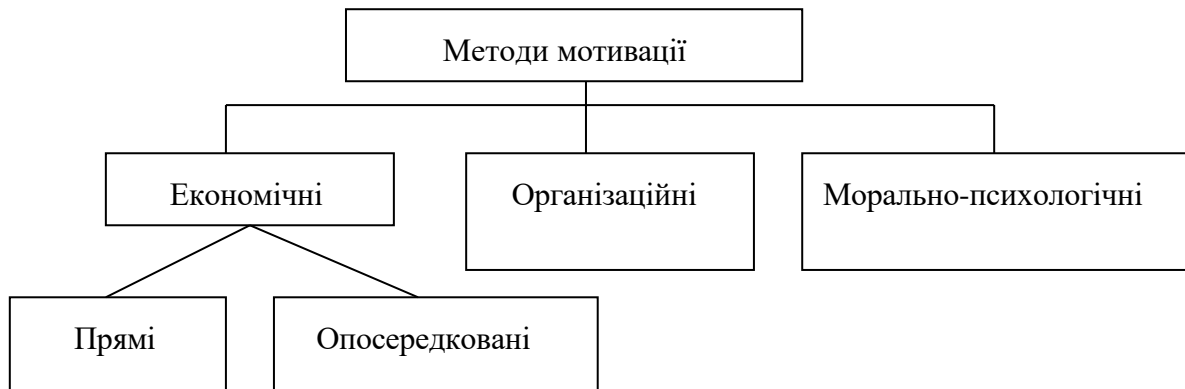 Методи мотивації
Економічні
Організаційні
Морально-психологічні
Прямі
Опосередковані